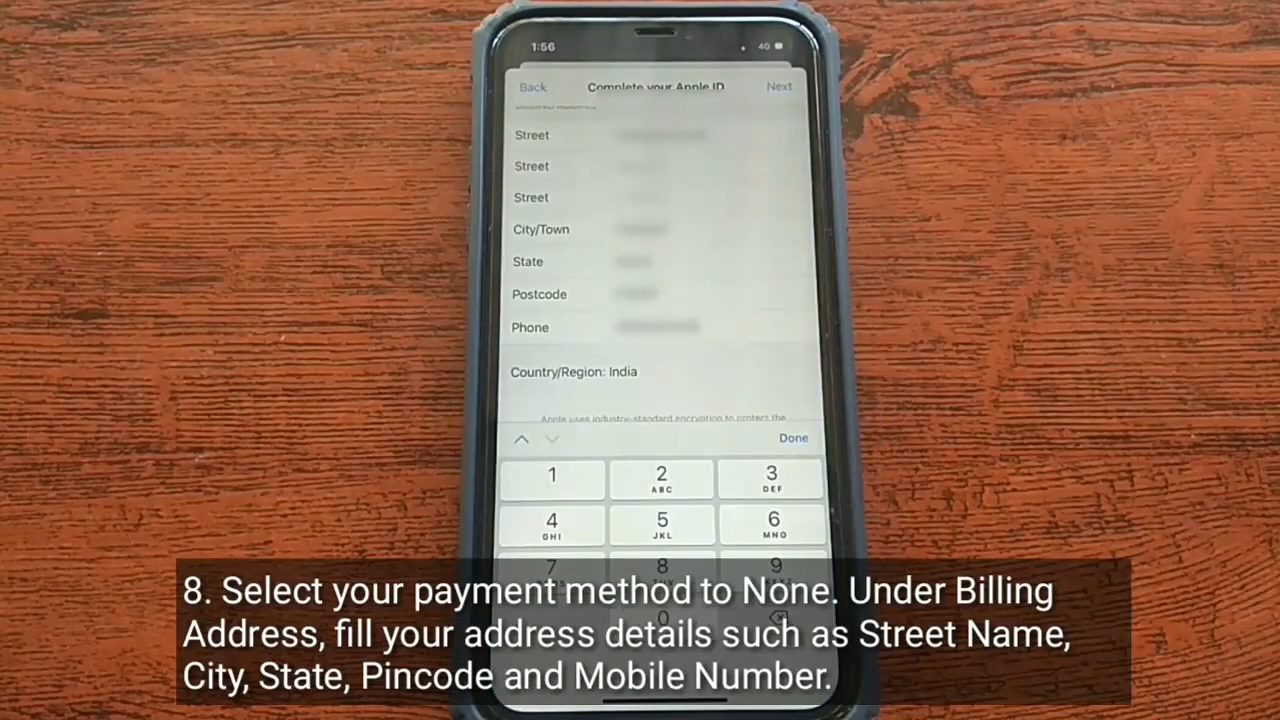 1:56
4G
Back Complete your Apple ID Next
Street
Street
Street
City/Town
State
Postcode
Phone
Country/Region: India
Apple uses industry-standard encryption to protect the
Done
1 2 3
ABC DEF
4 5 6
GHI JKL MNO
7 8 9
0
8. Select your payment method to None. Under Billing
Address, fill your address details such as Street Name,
City, State, Pincode and Mobile Number.